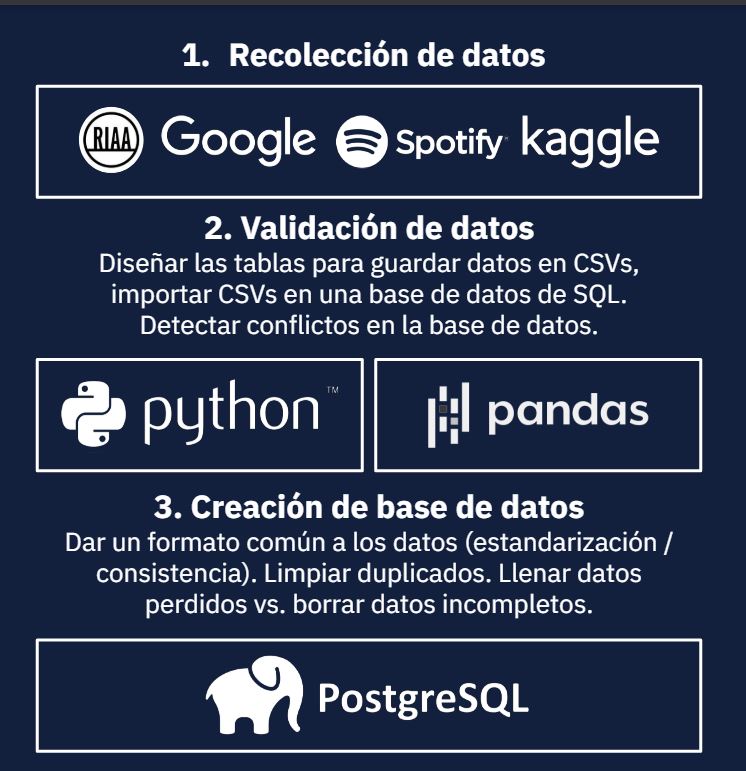 1. Recolección de datos
RIAA Google Spotify kaggle
2. Validación de datos
Diseñar las tablas para guardar datos en CSVs,
importar CSVs en una base de datos de SQL.
Detectar conflictos en la base de datos.
python™ pandas
3. Creación de base de datos
Dar un formato común a los datos (estandarización /
consistencia). Limpiar duplicados. Llenar datos
perdidos vs. borrar datos incompletos.
PostgreSQL